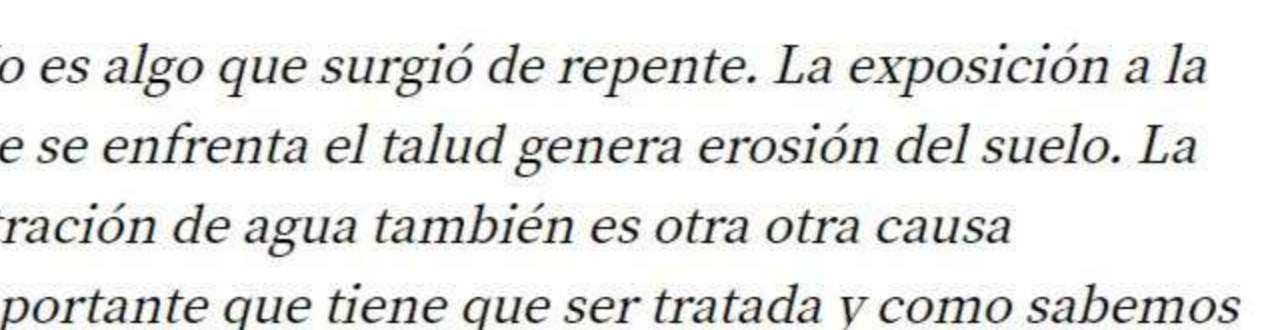 o es algo que surgió de repente. La exposición a la
e se enfrenta el talud genera erosión del suelo. La
tración de agua también es otra otra causa
portante que tiene que ser tratada y como sabemos